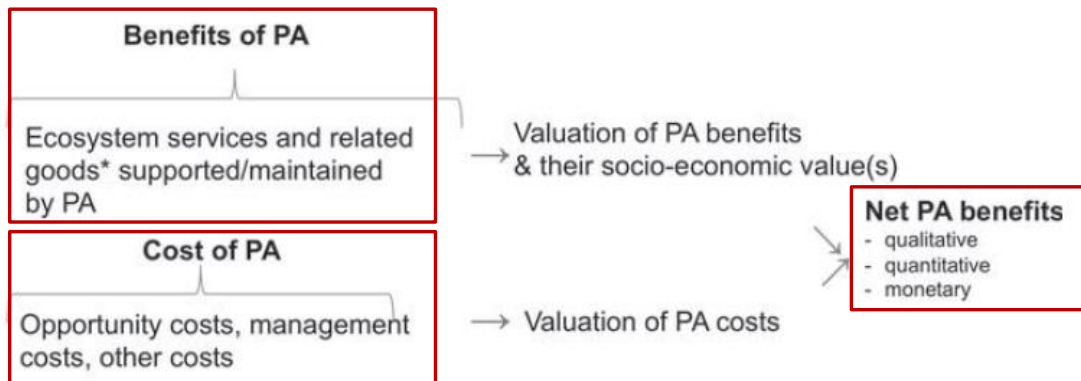 Benefits of PA
Ecosystem services and related
goods* supported/maintained
by PA
Valuation of PA benefits
& their socio-economic value(s)
Net PA benefits
- qualitative
- quantitative
- monetary
Cost of PA
Opportunity costs, management
costs, other costs
Valuation of PA costs